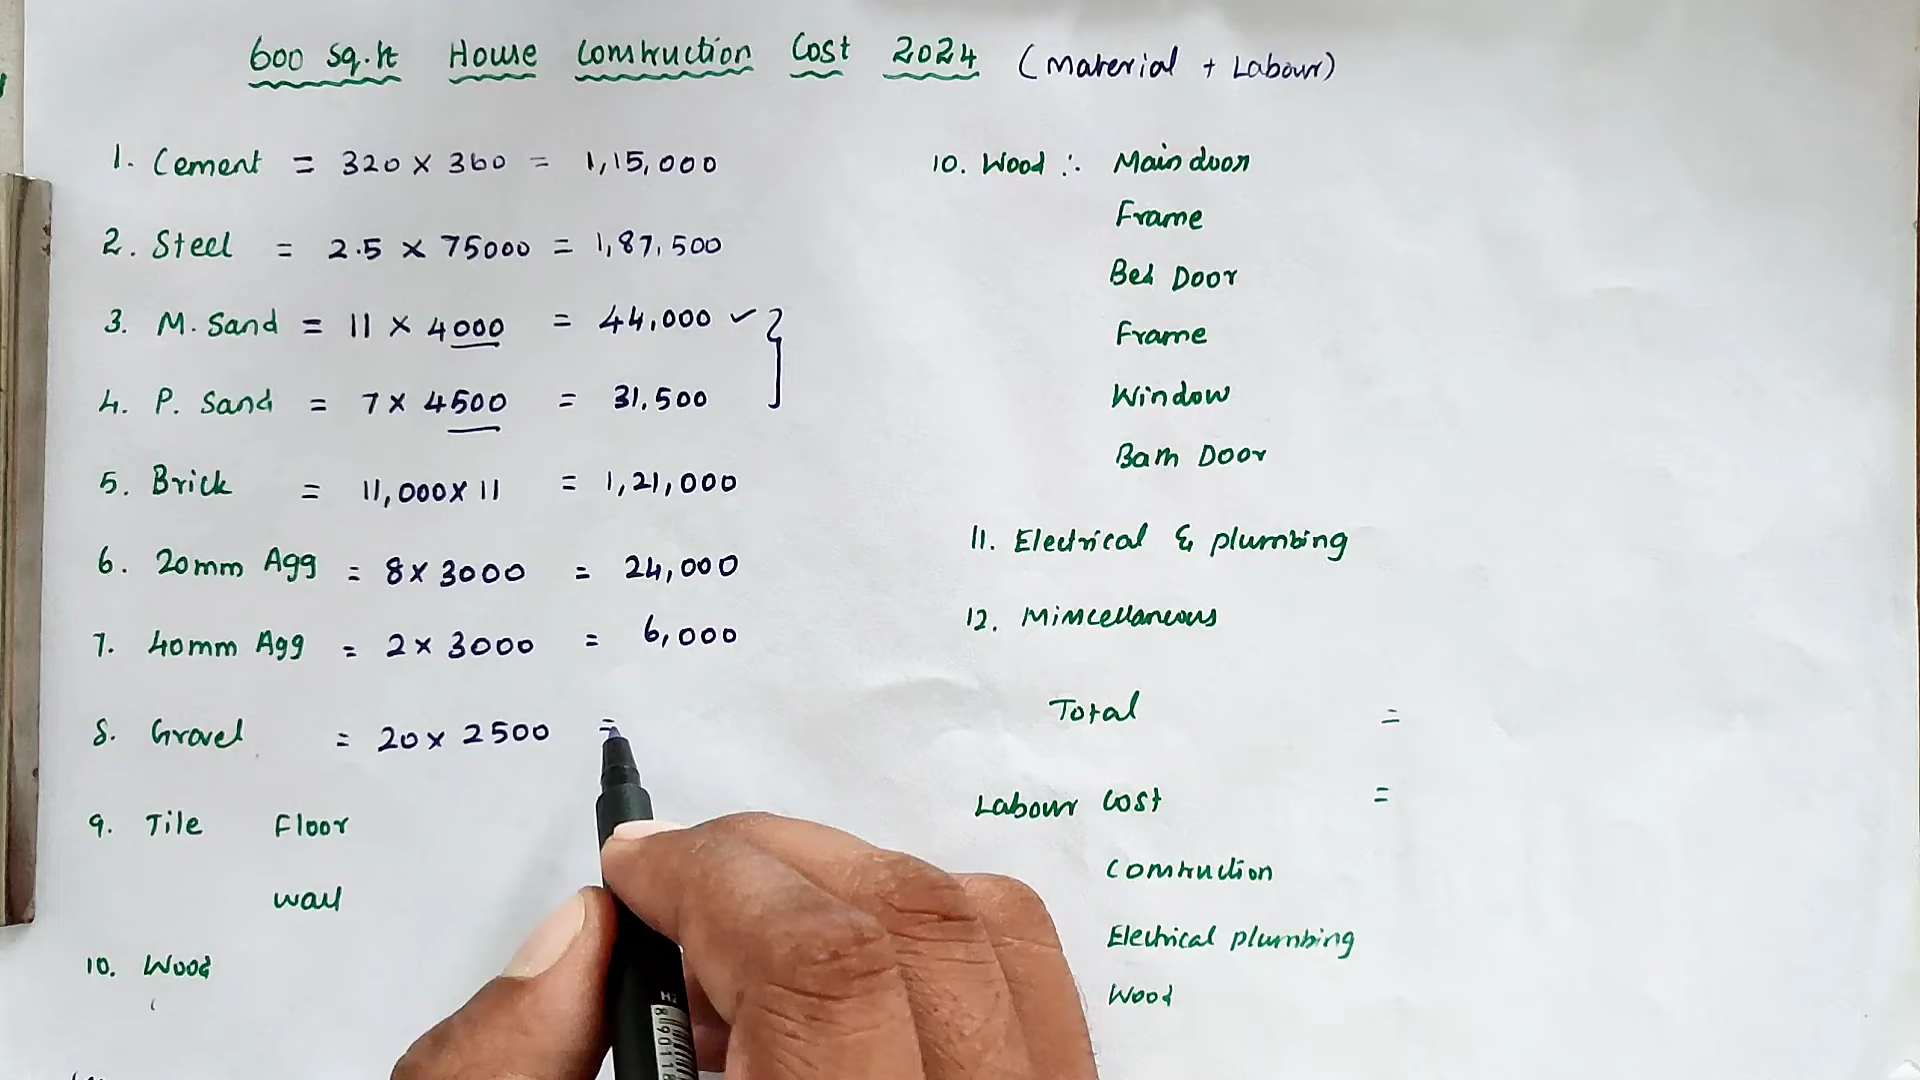 600 sq.ft House Construction Cost 2024 (Material + Labour)
1. Cement = 320 x 360 = 1,15,000
2. Steel = 2.5 x 75000 = 1,87,500
3. M. Sand = 11 x 4000 = 44,000 ✓
4. P. Sand = 7 x 4500 = 31.500
5. Brick = 11,000 x 11 = 1,21,000
6. 20mm Agg = 8 x 3000 = 24,000
7. 40mm Agg = 2 x 3000 = 6,000
8. Gravel = 20 x 2500 =
9. Tile Floor
Wall
10. Wood
10. Wood :. Main door
Frame
Bed Door
Frame
Window
Bath Door
11. Electrical & plumbing
12. Mimcellaneous
Total =
Labour Cost =
Construction
Electrical plumbing
Wood